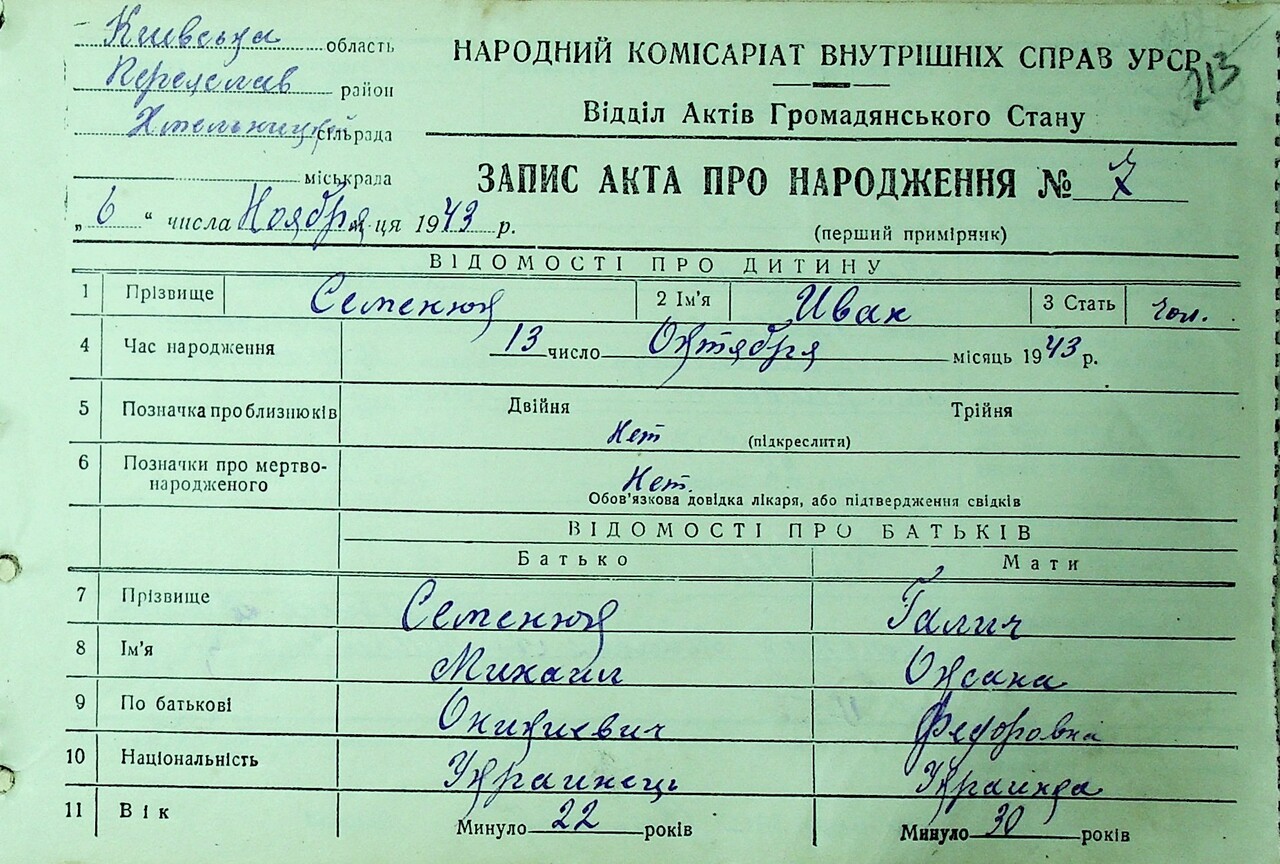 Київська область
Переяслав район
Хмельницкий сільрада
міськрада
НАРОДНИЙ КОМІСАРІАТ ВНУТРІШНІХ СПРАВ УРСР
213
Відділ Актів Громадянського Стану
ЗАПИС АКТА ПРО НАРОДЖЕННЯ №
(перший примірник)
„ 6 “ числа Ноября ця 1943 р.
ВІДОМОСТІ ПРО ДИТИНУ
1 Прізвище Семенюк 2 Ім'я Иван 3 Стать чол.
4 Час народження 13 число Октября місяць 1943 р.
5 Позначка про близнюків Двійня Трійня
Нет (підкреслити)
6 Позначки про мертво-
народженого Нет.
Обов'язкова довідка лікаря, або підтвердження свідків
ВІДОМОСТІ ПРО БАТЬКІВ
Батько Мати
7 Прізвище Семенюк Галич
8 Ім'я Михаил Оксана
9 По батькові Федоровна
10 Національність Украинець Украинка
11 Вік Минуло 22 років Минуло 30 років